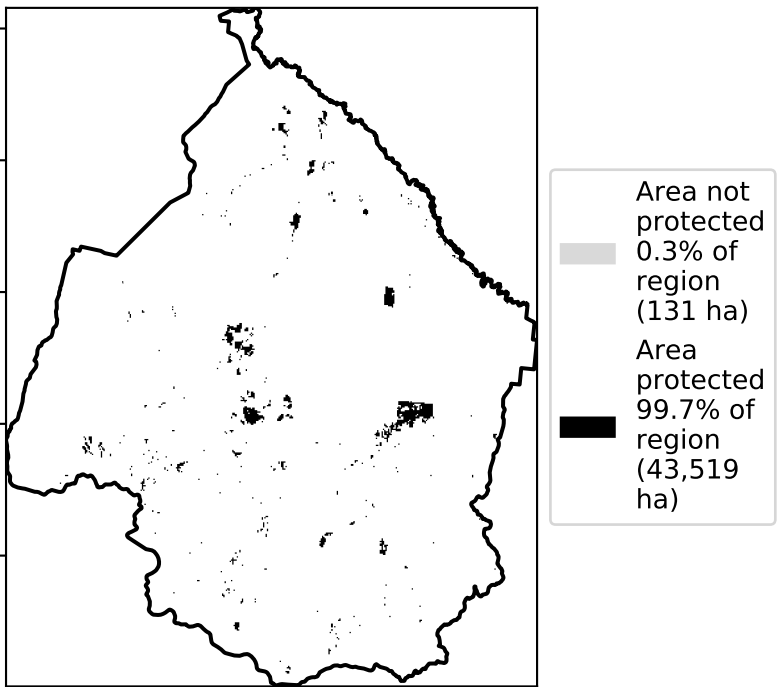 Area not
protected
0.3% of
region
(131 ha)
Area
protected
99.7% of
region
(43,519
ha)